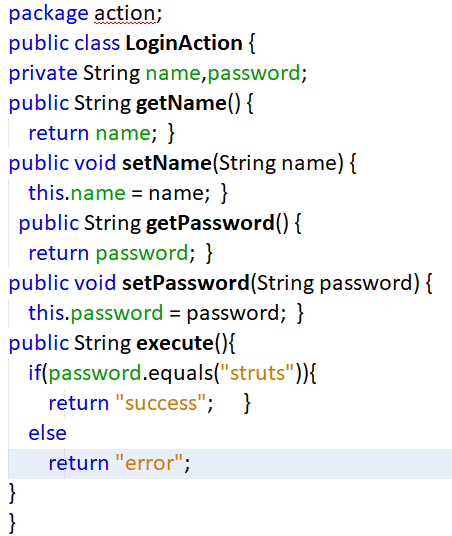 package action;
public class LoginAction {
private String name,password;
public String getName() {
return name;  }
public void setName(String name) {
this.name = name;  }
public String getPassword() {
return password;  }
public void setPassword(String password) {
this.password = password;  }
public String execute(){
if(password.equals("struts")){
return "success";     }
else
return "error";
}
}